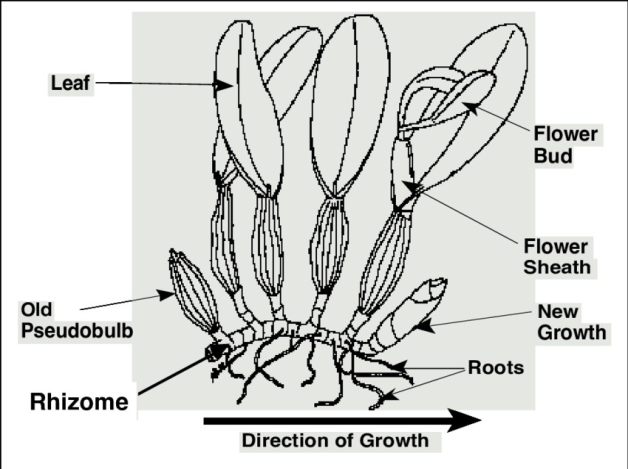 Leaf
Flower
Bud
Flower
Sheath
Old
Pseudobulb
New
Growth
Roots
Rhizome
Direction of Growth